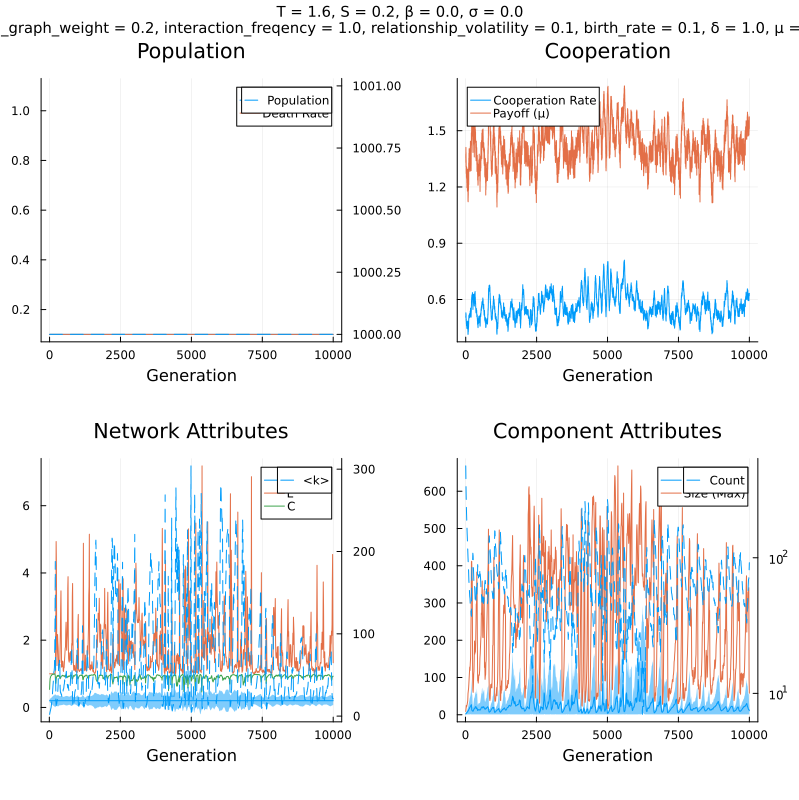 T = 1.6, S = 0.2, β = 0.0, σ = 0.0
_graph_weight = 0.2, interaction_freqency = 1.0, relationship_volatility = 0.1, birth_rate = 0.1, δ = 1.0, μ =
Population
Cooperation
Population
Death Rate
Cooperation Rate
Payoff (μ)
1.0
0.8
0.6
0.4
0.2
1001.00
1000.75
1000.50
1000.25
1000.00
1.5
1.2
0.9
0.6
0 2500 5000 7500 10000
0 2500 5000 7500 10000
Generation
Generation
Network Attributes
Component Attributes
<k>
C
Count
Size (Max)
6
4
2
0
300
200
100
0
600
500
400
300
200
100
0
10²
10¹
0 2500 5000 7500 10000
0 2500 5000 7500 10000
Generation
Generation